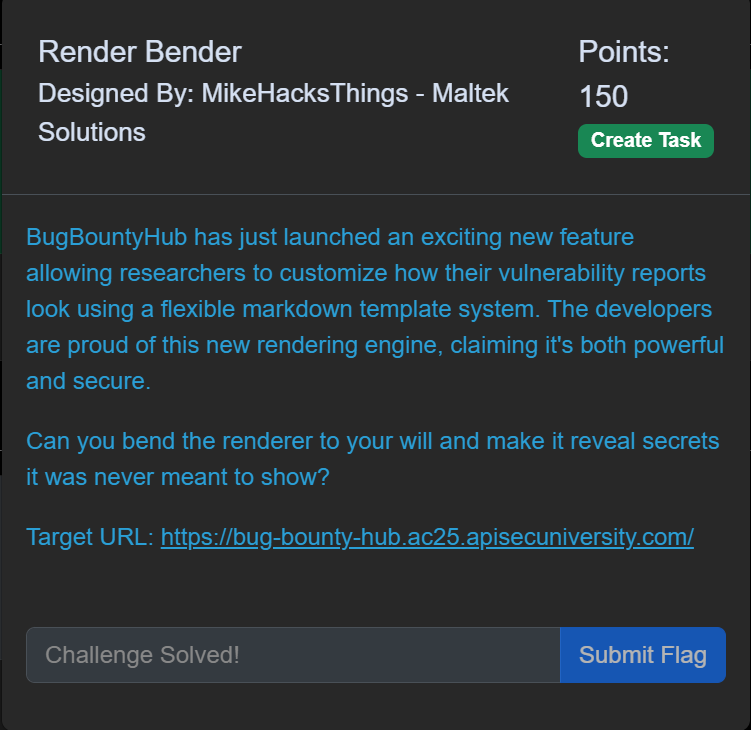 Render Bender
Designed By: MikeHacksThings - Maltek
Solutions
Points:
150
Create Task
BugBountyHub has just launched an exciting new feature
allowing researchers to customize how their vulnerability reports
look using a flexible markdown template system. The developers
are proud of this new rendering engine, claiming it's both powerful
and secure.
Can you bend the renderer to your will and make it reveal secrets
it was never meant to show?
Target URL: https://bug-bounty-hub.ac25.apisecuniversity.com/
Challenge Solved!
Submit Flag